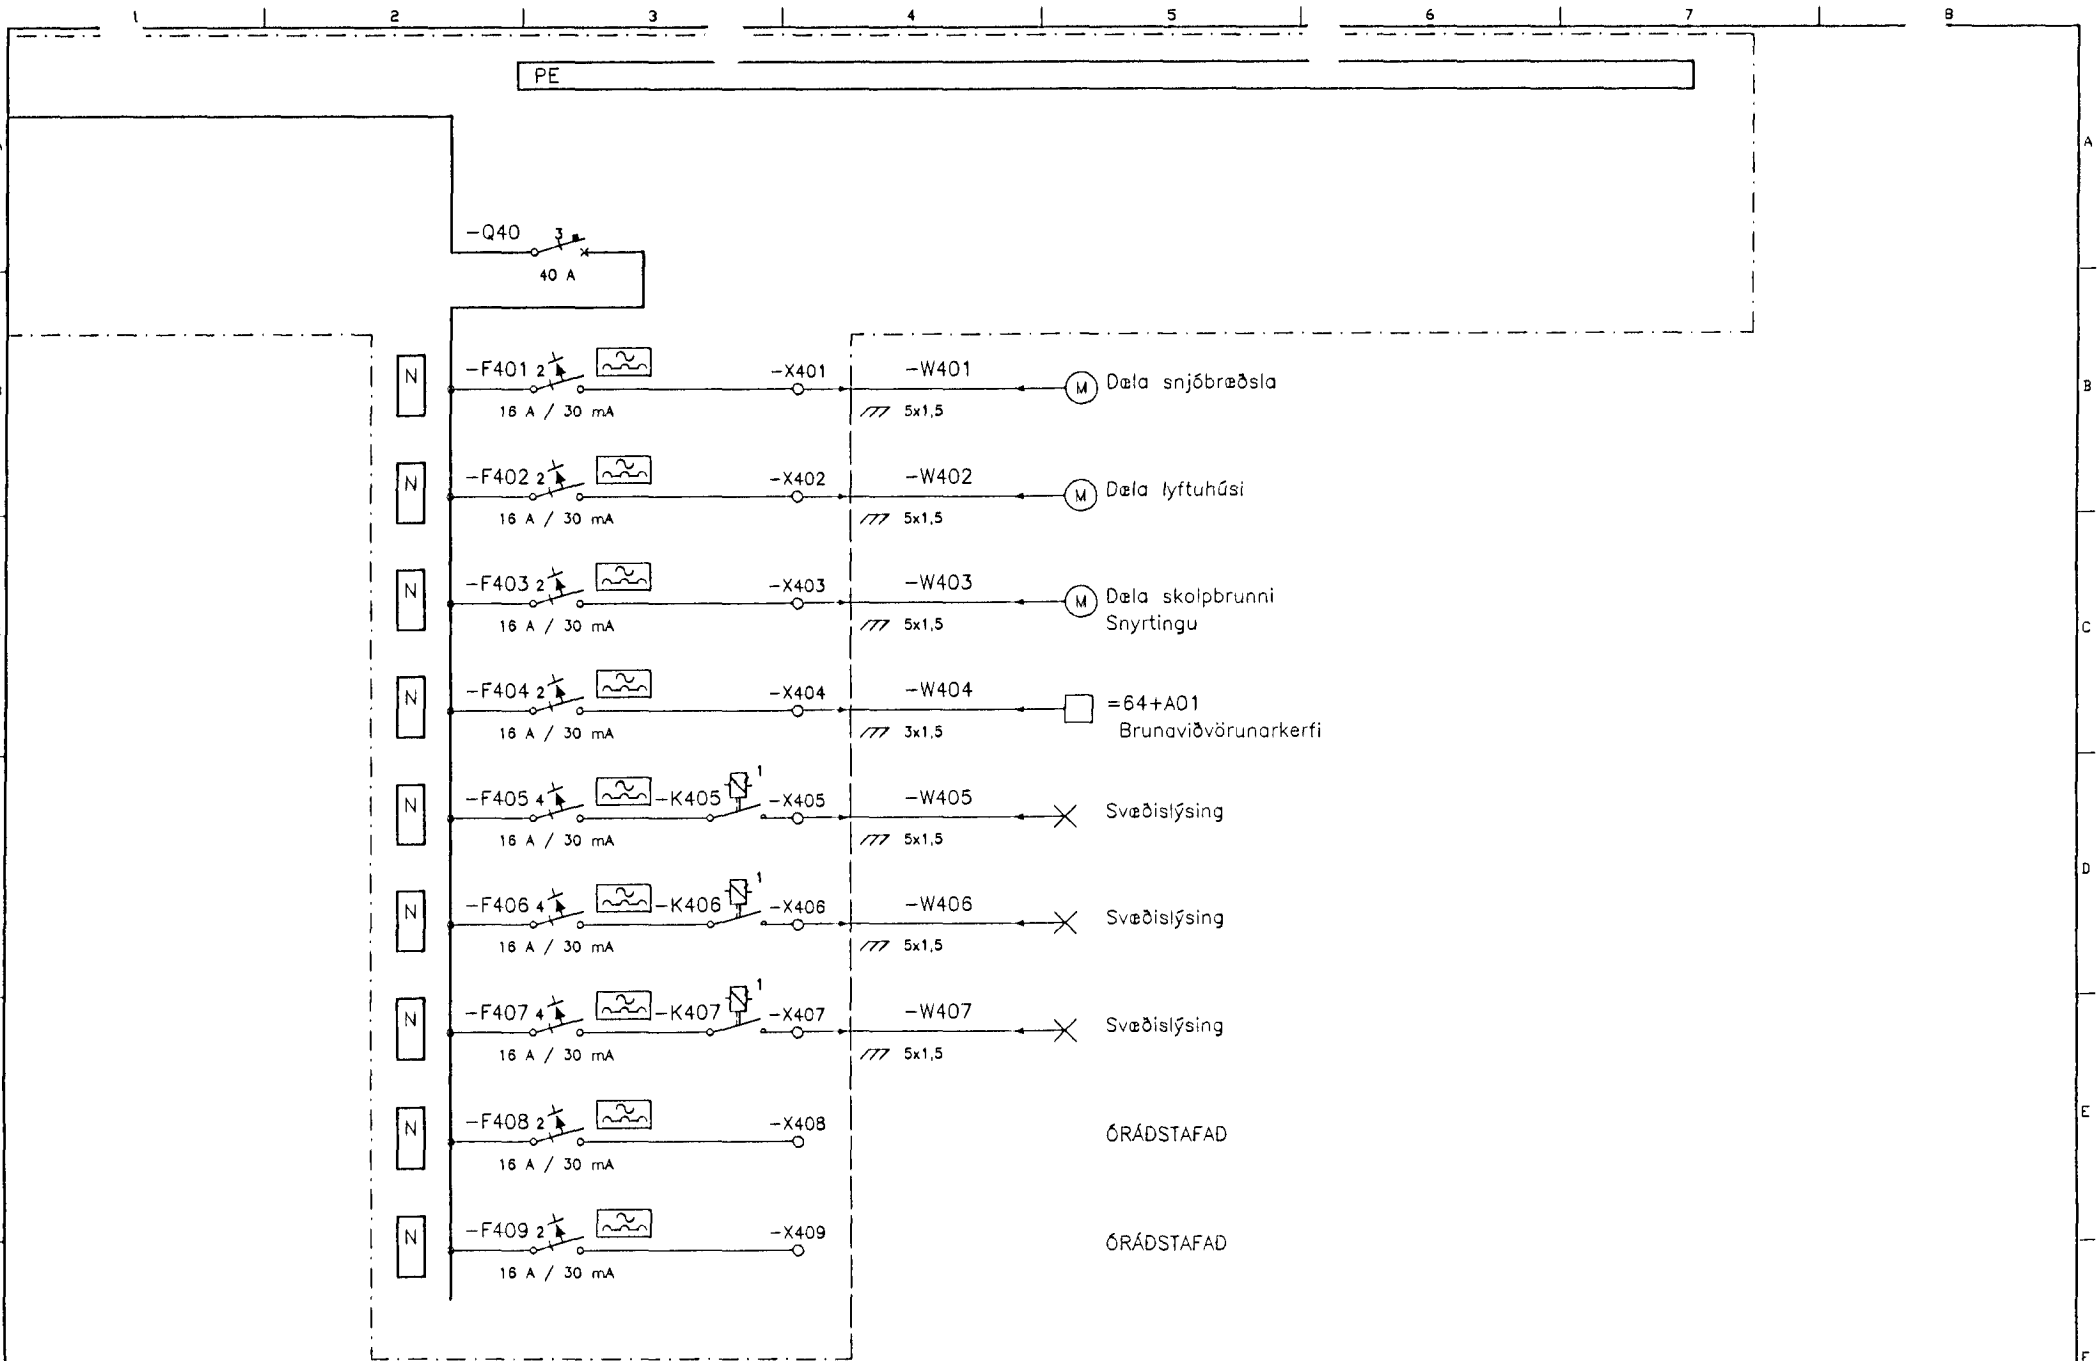 1 2 3 4 5 6 7 8
PE
A
A
-Q40 3
40 A
N -F401 2 -X401 -W401 M Dæla snjóbræðsla
B
16 A / 30 mA 5x1,5
N -F402 2 -X402 -W402 M Dæla lyftuhúsi
16 A / 30 mA 5x1,5
N -F403 2 -X403 -W403 M Dæla skolpbrunni
Snyrtingu
C
16 A / 30 mA 5x1,5
N -F404 2 -X404 -W404 =64+A01
Brunaviðvörunarkerfi
16 A / 30 mA 3x1,5
N -F405 4 -K405 1 -X405 -W405 Svæðislýsing
16 A / 30 mA 5x1,5
D
N -F406 4 -K406 1 -X406 -W406 Svæðislýsing
16 A / 30 mA 5x1,5
N -F407 4 -K407 1 -X407 -W407 Svæðislýsing
16 A / 30 mA 5x1,5
N -F408 2 -X408 ÓRÁDSTAFAD
E
16 A / 30 mA
N -F409 2 -X409 ÓRÁDSTAFAD
16 A / 30 mA
F